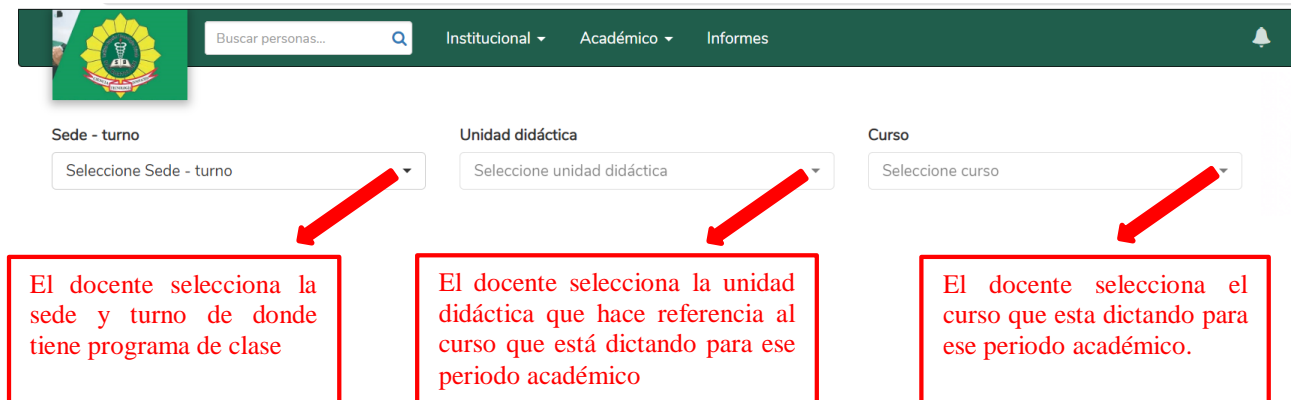 Buscar personas...
Institucional
Académico
Informes
Sede - turno
Unidad didáctica
Curso
Seleccione Sede - turno
Seleccione unidad didáctica
Seleccione curso
El docente selecciona la
sede y turno de donde
tiene programa de clase
El docente selecciona la unidad
didáctica que hace referencia al
curso que está dictando para ese
periodo académico
El docente selecciona el
curso que esta dictando para
ese periodo académico.